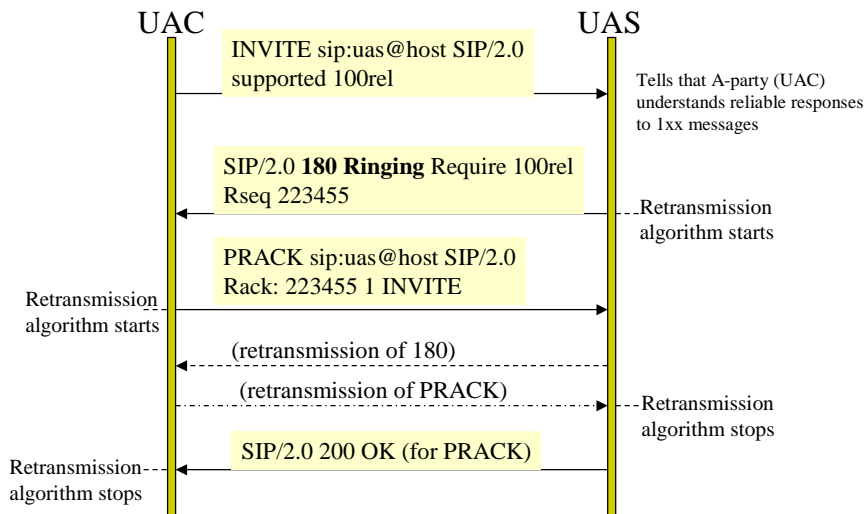 UAC
UAS
INVITE sip:uas@host SIP/2.0
supported 100rel
Tells that A-party (UAC)
understands reliable responses
to 1xx messages
SIP/2.0 180 Ringing Require 100rel
Rseq 223455
Retransmission
algorithm starts
PRACK sip:uas@host SIP/2.0
Rack: 223455 1 INVITE
Retransmission
algorithm starts
(retransmission of 180)
(retransmission of PRACK)
Retransmission
algorithm stops
SIP/2.0 200 OK (for PRACK)
Retransmission
algorithm stops